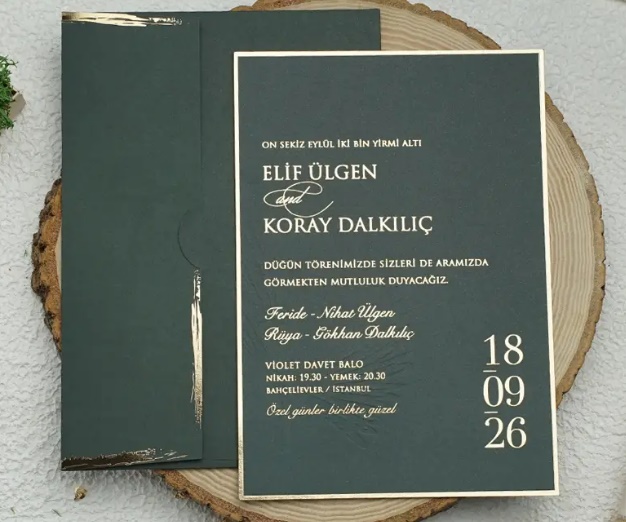 ON SEKİZ EYLÜL İKİ BİN YİRMİ ALTI
ELİF ÜLGEN
and
KORAY DALKILIÇ
DÜĞÜN TÖRENİMİZDE SİZLERİ DE ARAMIZDA
GÖRMEKTEN MUTLULUK DUYACAĞIZ.
Feride - Nihat Ülgen
Rüya - Gökhan Dalkılıç
VİOLET DAVET BALO
NİKAH: 19.30 - YEMEK: 20.30
BAHÇELİEVLER / İSTANBUL
Özel günler birlikte güzel
18
09
26